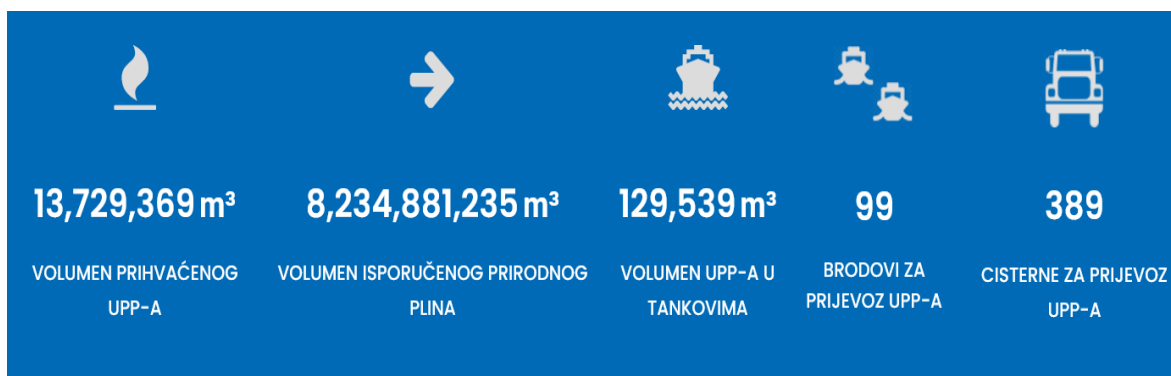 13,729,369 m³
VOLUMEN PRIHVAĆENOG
UPP-A
8,234,881,235 m³
VOLUMEN ISPORUČENOG PRIRODNOG
PLINA
129,539 m³
VOLUMEN UPP-A U
TANKOVIMA
99
BRODOVI ZA
PRIJEVOZ UPP-A
389
CISTERNE ZA PRIJEVOZ
UPP-A